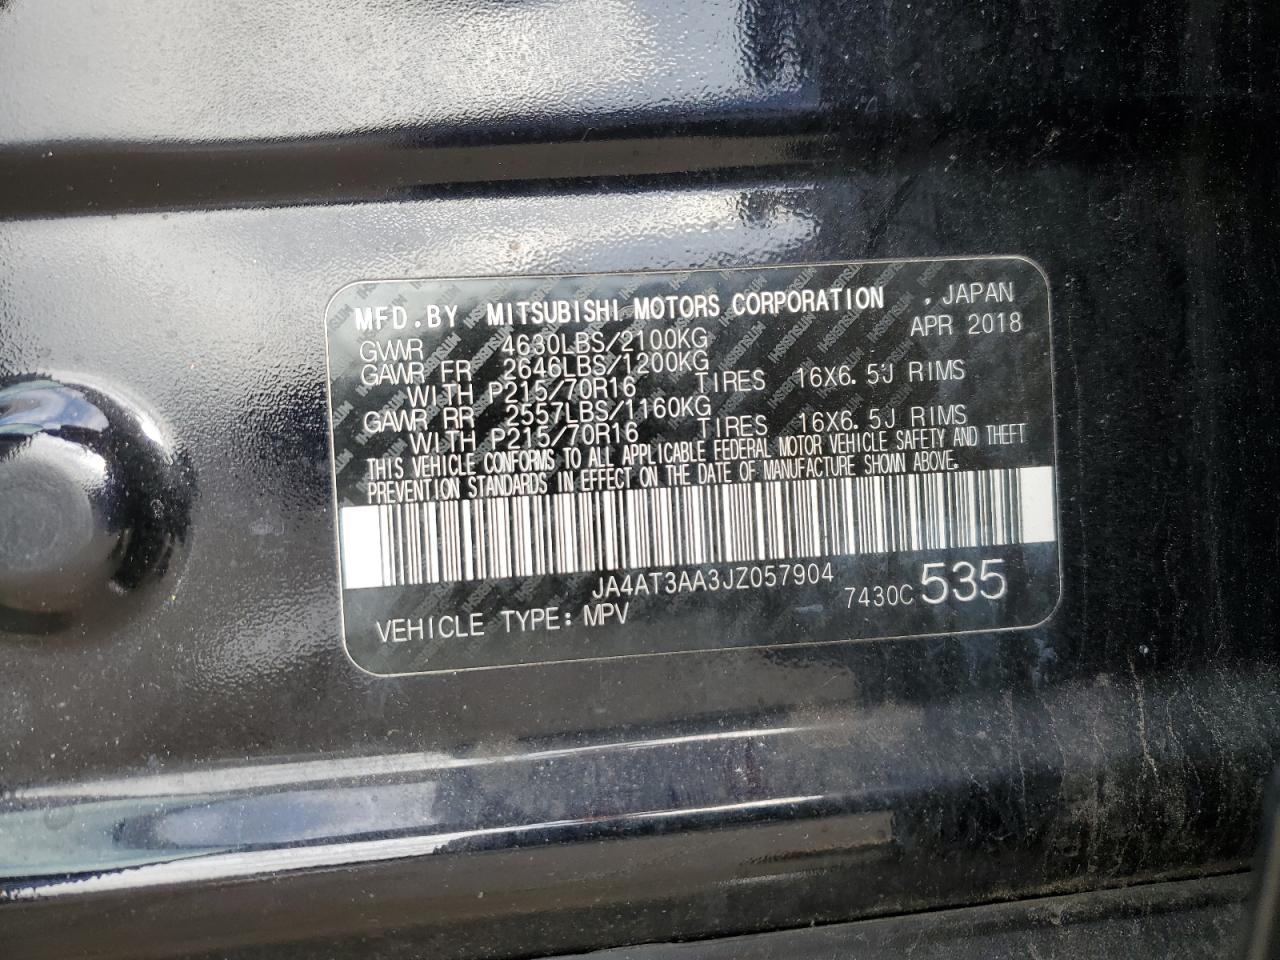 MFD.BY MITSUBISHI MOTORS CORPORATION , JAPAN
GVWR 4630LBS/2100KG APR 2018
GAWR FR 2646LBS/1200KG
WITH P215/70R16 TIRES 16X6.5J RIMS
GAWR RR 2557LBS/1160KG
WITH P215/70R16 TIRES 16X6.5J RIMS
THIS VEHICLE CONFORMS TO ALL APPLICABLE FEDERAL MOTOR VEHICLE SAFETY AND THEFT
PREVENTION STANDARDS IN EFFECT ON THE DATE OF MANUFACTURE SHOWN ABOVE.
JA4AT3AA3JZ057904
7430C 535
VEHICLE TYPE: MPV